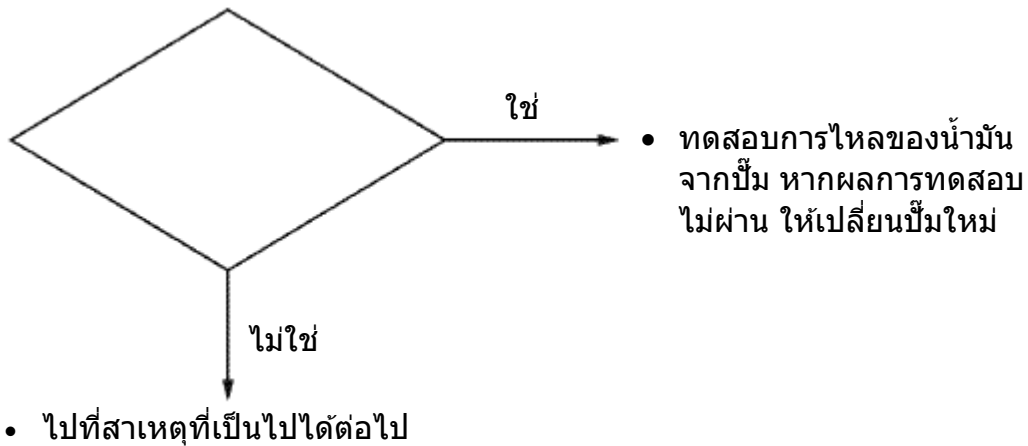 ใช่
• ทดสอบการไหลของน้ำมัน
จากปั๊ม หากผลการทดสอบ
ไม่ผ่าน ให้เปลี่ยนปั๊มใหม่
ไม่ใช่
• ไปที่สาเหตุที่เป็นไปได้ต่อไป